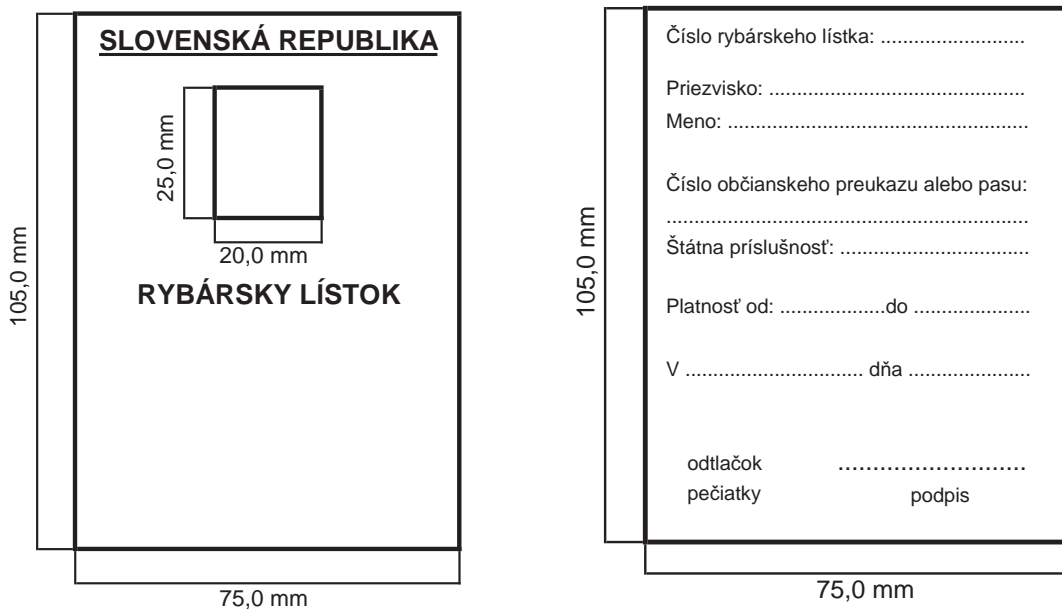 SLOVENSKÁ REPUBLIKA
25,0 mm
20,0 mm
RYBÁRSKY LÍSTOK
105,0 mm
75,0 mm
Číslo rybárskeho lístka: ...........................
Priezvisko: ................................................
Meno: ........................................................
Číslo občianskeho preukazu alebo pasu:
....................................................................
Štátna príslušnosť: ...................................
Platnosť od: ....................do ......................
V ................................. dňa .......................
odtlačok ..............................
pečiatky podpis
105,0 mm
75,0 mm